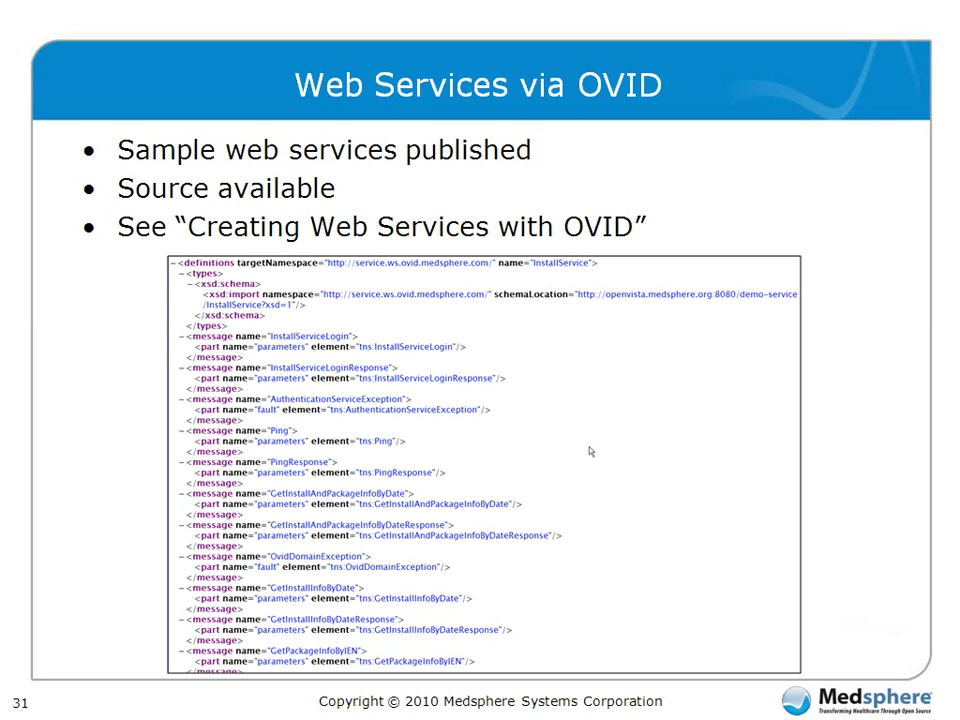 Web Services via OVID
• Sample web services published
• Source available
• See “Creating Web Services with OVID”
−<definitions targetNamespace="http://service.ws.ovid.medsphere.com/" name="InstallService">
−<types>
−<xsd:schema>
<xsd:import namespace="http://service.ws.ovid.medsphere.com/" schemaLocation="http://openvista.medsphere.org:8080/demo-service
/InstallService?xsd=1"/>
</xsd:schema>
</types>
−<message name="InstallServiceLogin">
<part name="parameters" element="tns:InstallServiceLogin"/>
</message>
−<message name="InstallServiceLoginResponse">
<part name="parameters" element="tns:InstallServiceLoginResponse"/>
</message>
−<message name="AuthenticationServiceException">
<part name="fault" element="tns:AuthenticationServiceException"/>
</message>
−<message name="Ping">
<part name="parameters" element="tns:Ping"/>
</message>
−<message name="PingResponse">
<part name="parameters" element="tns:PingResponse"/>
</message>
−<message name="GetInstallAndPackageInfoByDate">
<part name="parameters" element="tns:GetInstallAndPackageInfoByDate"/>
</message>
−<message name="GetInstallAndPackageInfoByDateResponse">
<part name="parameters" element="tns:GetInstallAndPackageInfoByDateResponse"/>
</message>
−<message name="OvidDomainException">
<part name="fault" element="tns:OvidDomainException"/>
</message>
−<message name="GetInstallInfoByDate">
<part name="parameters" element="tns:GetInstallInfoByDate"/>
</message>
−<message name="GetInstallInfoByDateResponse">
<part name="parameters" element="tns:GetInstallInfoByDateResponse"/>
</message>
−<message name="GetPackageInfoByIEN">
<part name="parameters" element="tns:GetPackageInfoByIEN"/>
</message>
31
Copyright © 2010 Medsphere Systems Corporation
Medsphere
Transforming Healthcare Through Open Source